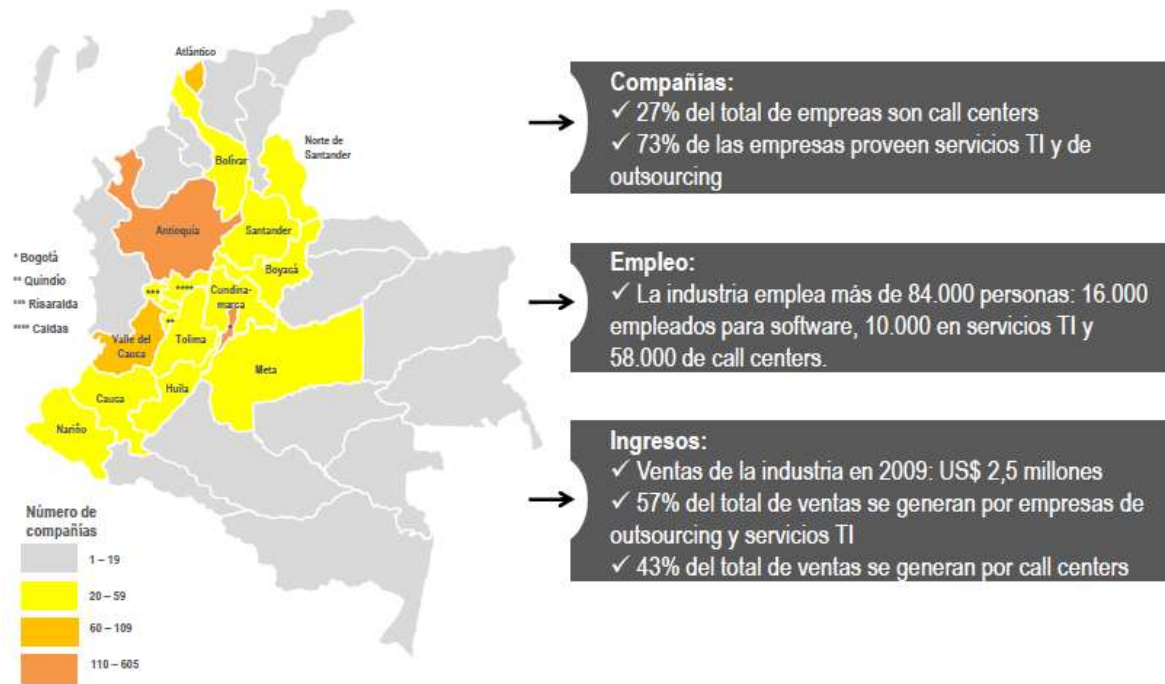 Atlántico
Norte de
Santander
Bolívar
Antioquia
Santander
Boyacá
* Bogotá
** Quindío
*** Risaralda
**** Caldas
***
****
Cundina-
marca
*
**
Valle del
Cauca
Tolima
Meta
Huila
Cauca
Nariño
Número de
compañías
1 – 19
20 – 59
60 – 109
110 – 605
Compañías:
✓ 27% del total de empreas son call centers
✓ 73% de las empresas proveen servicios TI y de
outsourcing
Empleo:
✓ La industria emplea más de 84.000 personas: 16.000
empleados para software, 10.000 en servicios TI y
58.000 de call centers.
Ingresos:
✓ Ventas de la industria en 2009: US$ 2,5 millones
✓ 57% del total de ventas se generan por empresas de
outsourcing y servicios TI
✓ 43% del total de ventas se generan por call centers